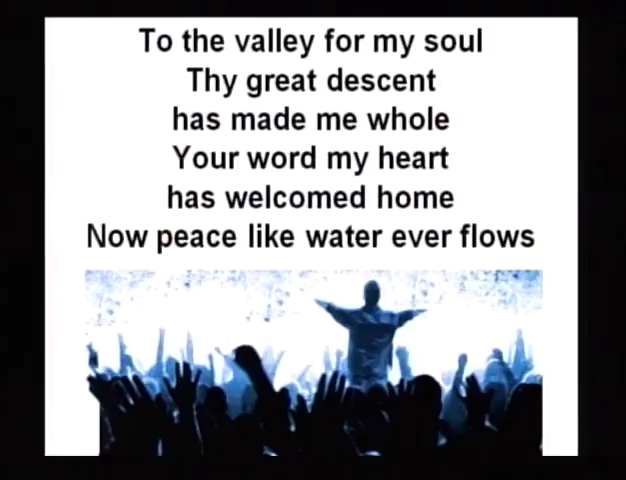 To the valley for my soul
Thy great descent
has made me whole
Your word my heart
has welcomed home
Now peace like water ever flows